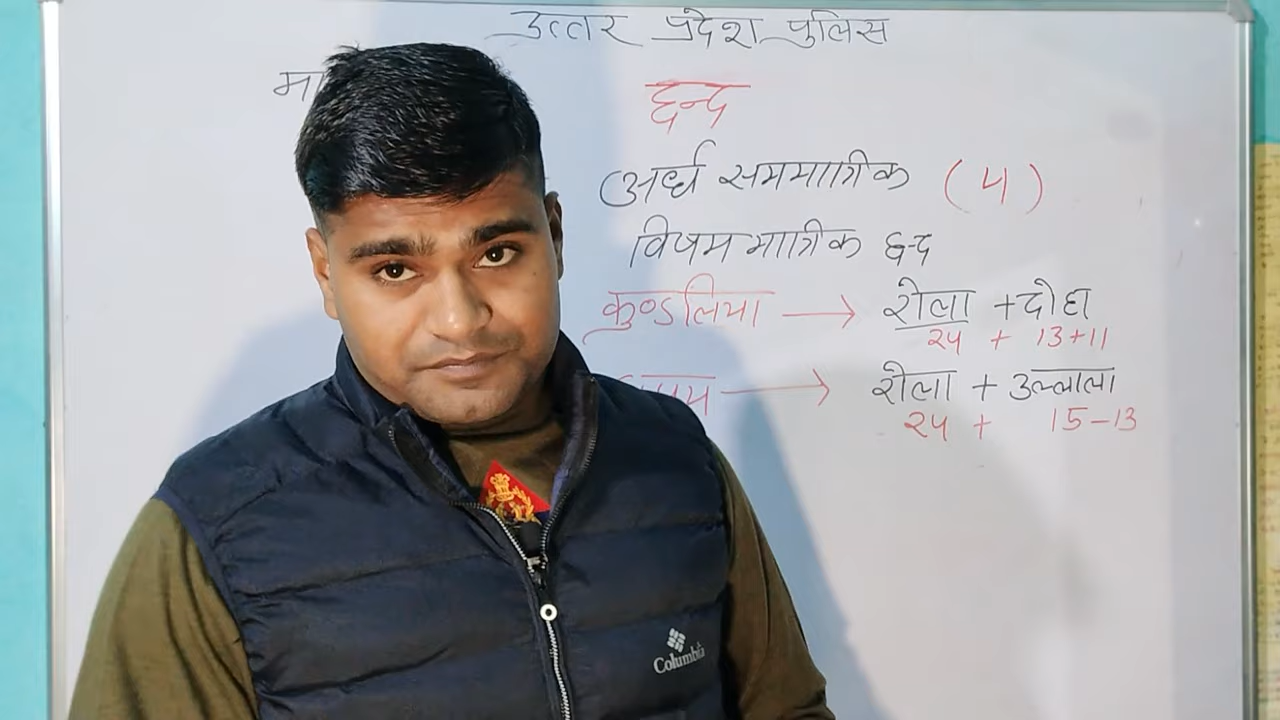 उत्तर प्रदेश पुलिस
छन्द
अर्ध सममात्रिक (4)
विषम मात्रिक छन्द
कुण्डलिया → रोला + दोहा
24 + 13+11
→ रोला + उल्लाला
24 + 15-13
Columbia